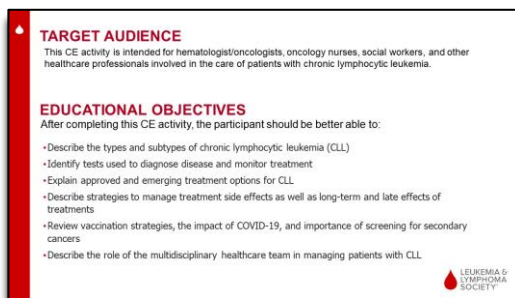 TARGET AUDIENCE
This CE activity is intended for hematologist/oncologists, oncology nurses, social workers, and other
healthcare professionals involved in the care of patients with chronic lymphocytic leukemia.
EDUCATIONAL OBJECTIVES
After completing this CE activity, the participant should be better able to:
•Describe the types and subtypes of chronic lymphocytic leukemia (CLL)
•Identify tests used to diagnose disease and monitor treatment
•Explain approved and emerging treatment options for CLL
•Describe strategies to manage treatment side effects as well as long-term and late effects of
treatments
•Review vaccination strategies, the impact of COVID-19, and importance of screening for secondary
cancers
•Describe the role of the multidisciplinary healthcare team in managing patients with CLL
LEUKEMIA &
LYMPHOMA
SOCIETY